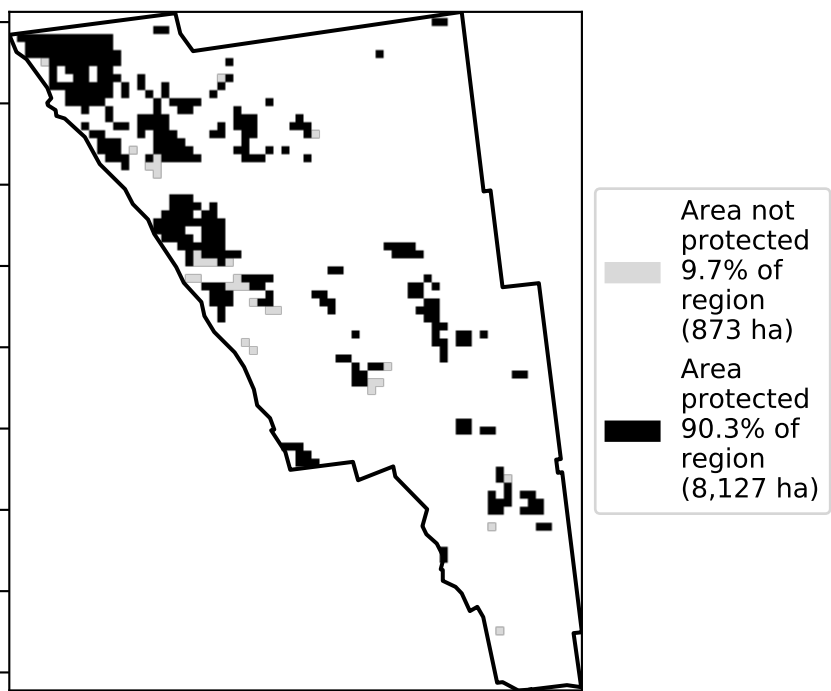 Area not
protected
9.7% of
region
(873 ha)
Area
protected
90.3% of
region
(8,127 ha)